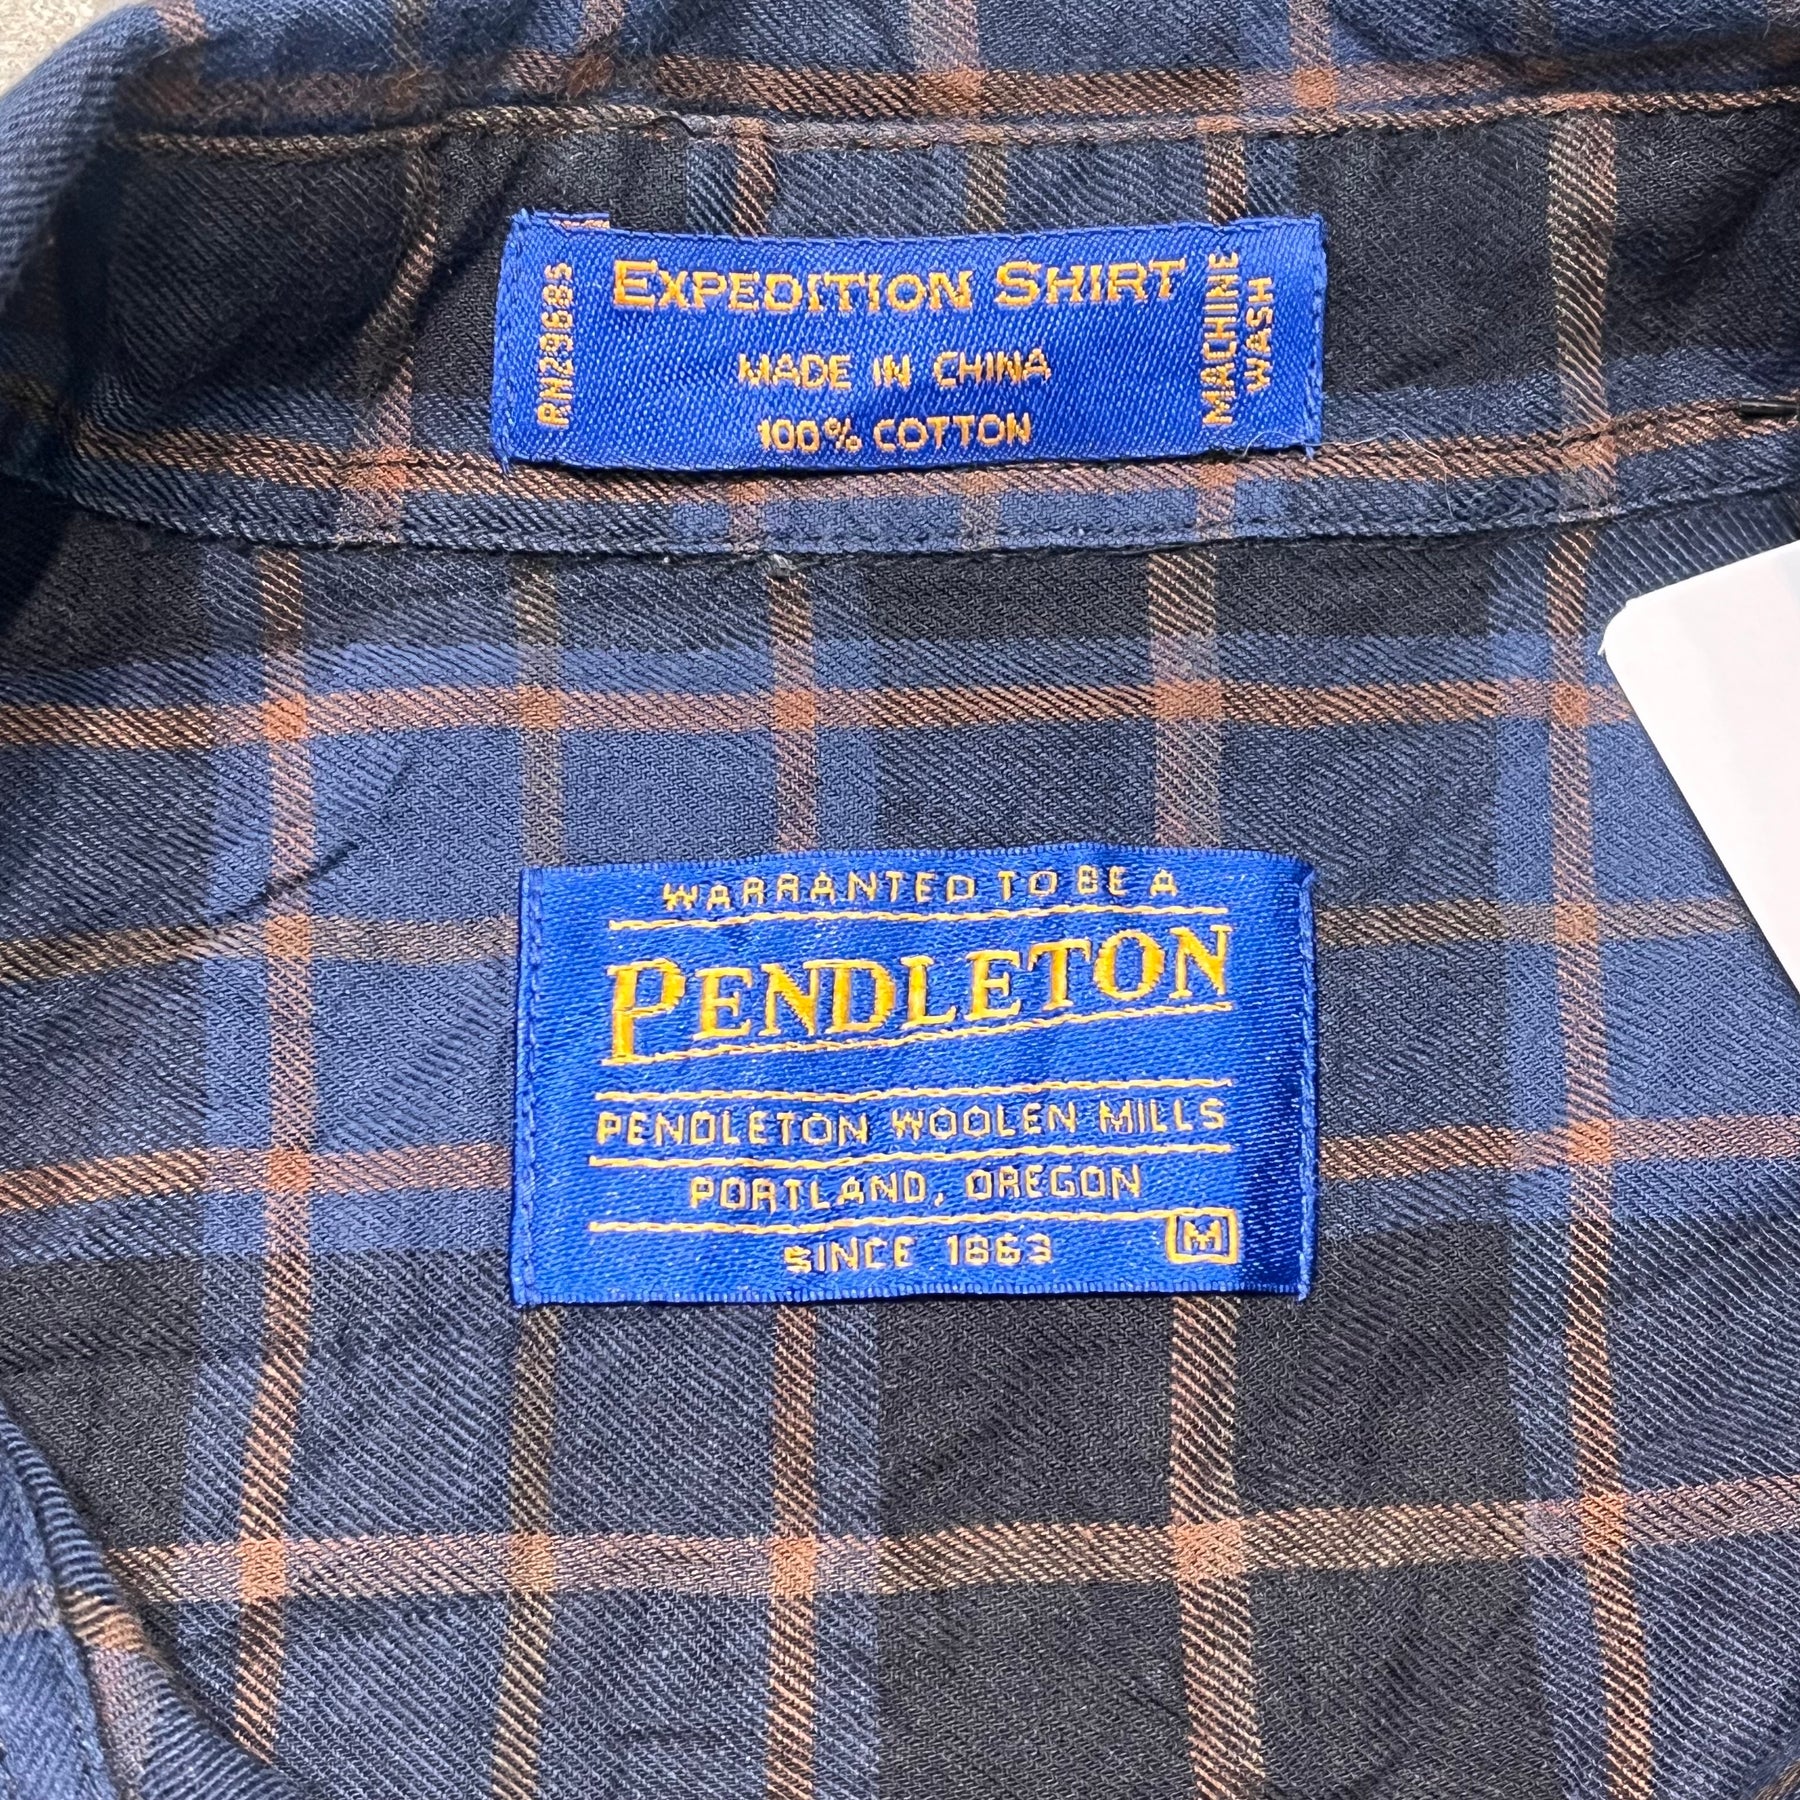 RN29685
EXPEDITION SHIRT
MADE IN CHINA
100% COTTON
MACHINE
WASH
WARRANTED TO BE A
PENDLETON
PENDLETON WOOLEN MILLS
PORTLAND, OREGON
SINCE 1863
M